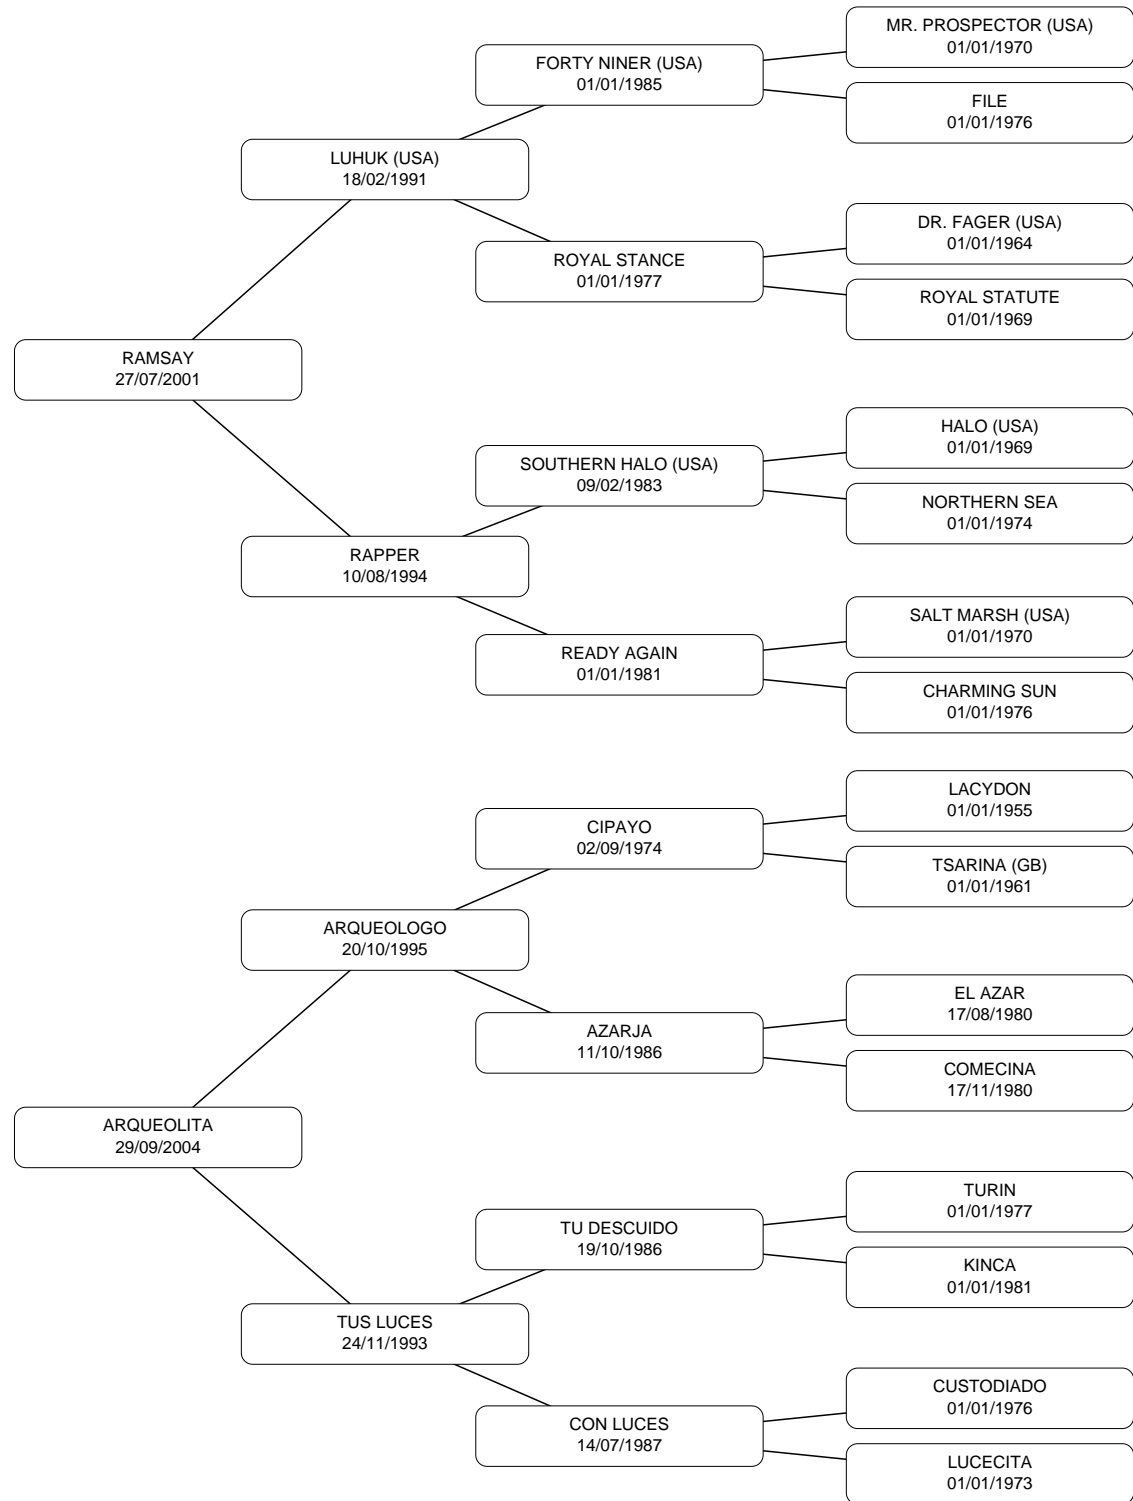 MR. PROSPECTOR (USA)
01/01/1970
FORTY NINER (USA)
01/01/1985
FILE
01/01/1976
LUHUK (USA)
18/02/1991
DR. FAGER (USA)
01/01/1964
ROYAL STANCE
01/01/1977
ROYAL STATUTE
01/01/1969
RAMSAY
27/07/2001
HALO (USA)
01/01/1969
SOUTHERN HALO (USA)
09/02/1983
NORTHERN SEA
01/01/1974
RAPPER
10/08/1994
SALT MARSH (USA)
01/01/1970
READY AGAIN
01/01/1981
CHARMING SUN
01/01/1976
LACYDON
01/01/1955
CIPAYO
02/09/1974
TSARINA (GB)
01/01/1961
ARQUEOLOGO
20/10/1995
EL AZAR
17/08/1980
AZARJA
11/10/1986
COMECINA
17/11/1980
ARQUEOLITA
29/09/2004
TURIN
01/01/1977
TU DESCUIDO
19/10/1986
KINCA
01/01/1981
TUS LUCES
24/11/1993
CUSTODIADO
01/01/1976
CON LUCES
14/07/1987
LUCECITA
01/01/1973